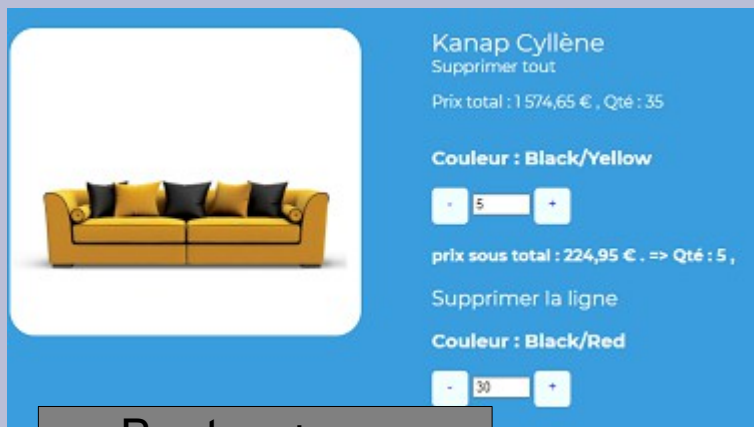 Kanap Cyllène
Supprimer tout
Prix total : 1 574,65 € , Qté : 35
Couleur : Black/Yellow
- 5 +
prix sous total : 224,95 € . => Qté : 5 ,
Supprimer la ligne
Couleur : Black/Red
- 30 +